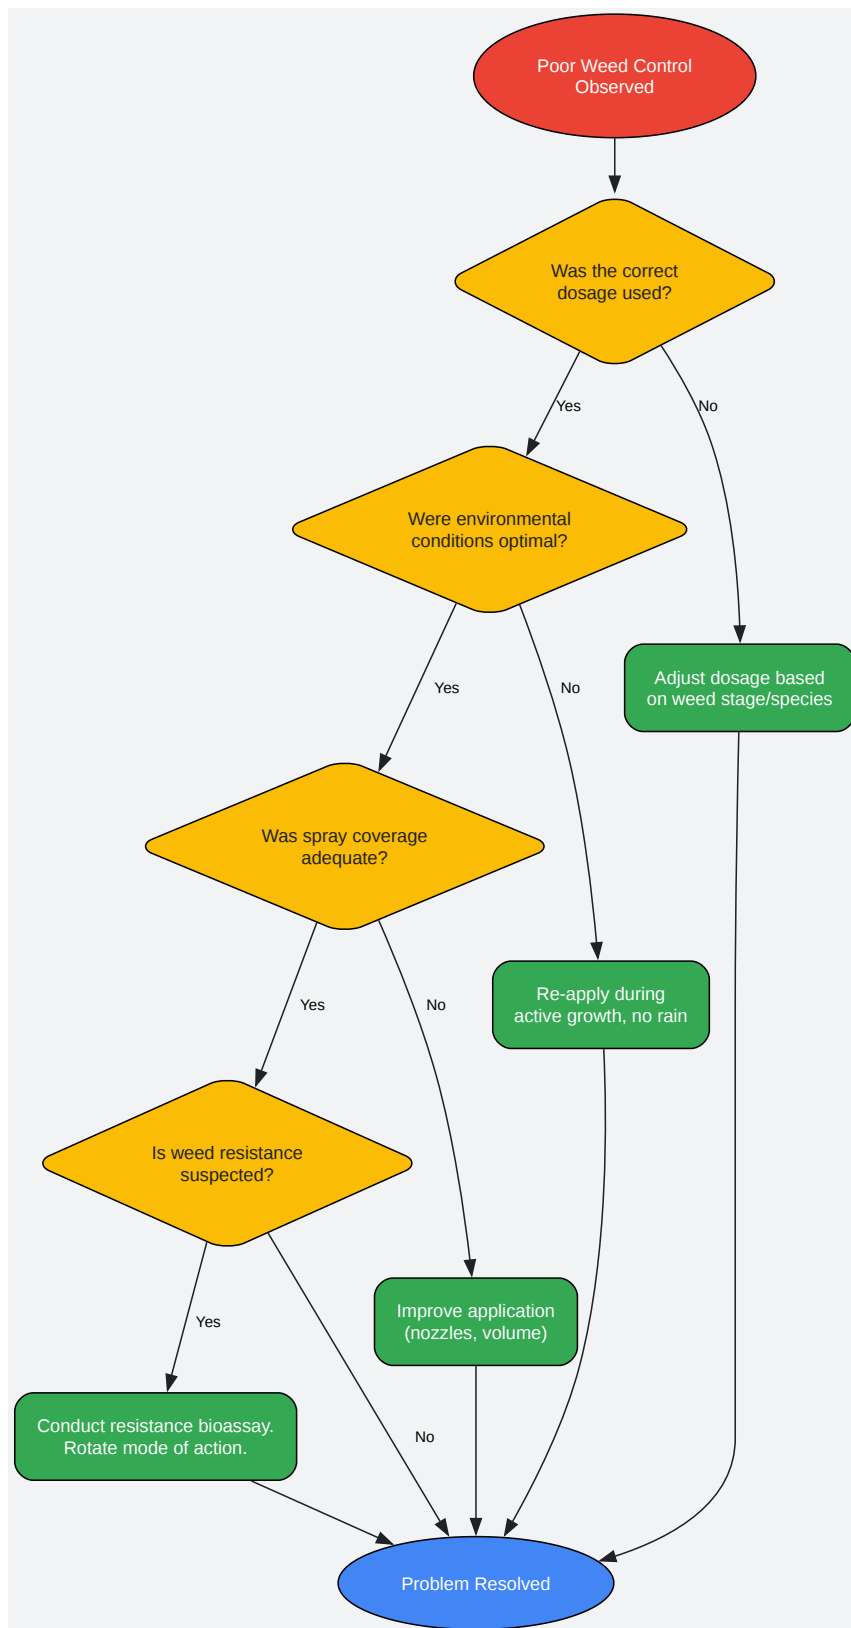 Poor Weed Control
Observed
Was the correct
dosage used?
Yes
No
Were environmental
conditions optimal?
Adjust dosage based
on weed stage/species
Yes
No
Was spray coverage
adequate?
Re-apply during
active growth, no rain
Yes
No
Is weed resistance
suspected?
Improve application
(nozzles, volume)
Yes
Conduct resistance bioassay.
Rotate mode of action.
No
Problem Resolved